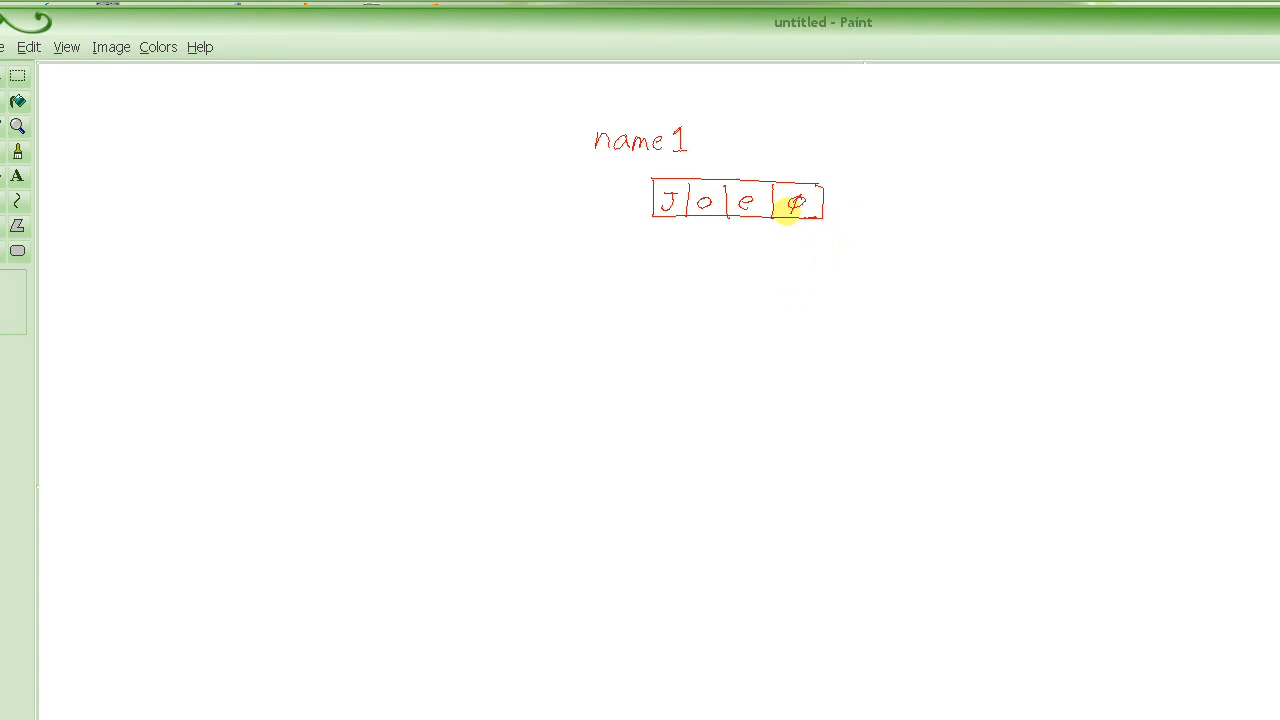 untitled - Paint
e Edit View Image Colors Help
A
name1
J o e φ